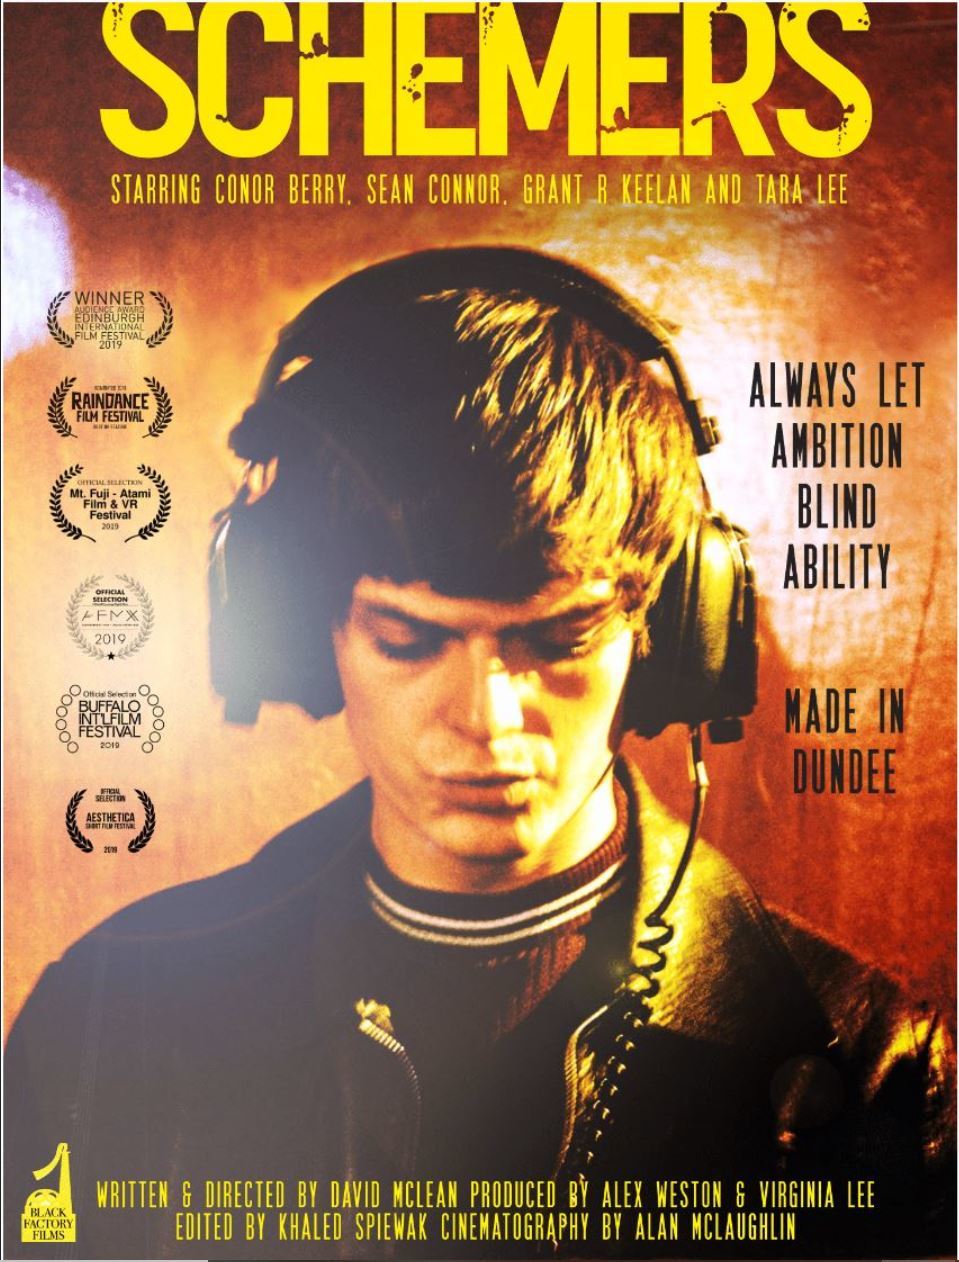 SCHEMERS
STARRING CONOR BERRY, SEAN CONNOR, GRANT R KEELAN AND TARA LEE
WINNER
AUDIENCE AWARD
EDINBURGH
INTERNATIONAL
FILM FESTIVAL
2019
RAINDANCE
FILM FESTIVAL
OFFICIAL SELECTION
Mt. Fuji - Atami
Film & VR
Festival
2019
OFFICIAL
SELECTION
AFMX
2019
Official Selection
BUFFALO
INT'L FILM
FESTIVAL
2019
OFFICIAL
SELECTION
AESTHETICA
SHORT FILM FESTIVAL
2019
ALWAYS LET
AMBITION
BLIND
ABILITY
MADE IN
DUNDEE
BLACK
FACTORY
FILMS
WRITTEN & DIRECTED BY DAVID MCLEAN PRODUCED BY ALEX WESTON & VIRGINIA LEE
EDITED BY KHALED SPIEWAK CINEMATOGRAPHY BY ALAN MCLAUGHLIN